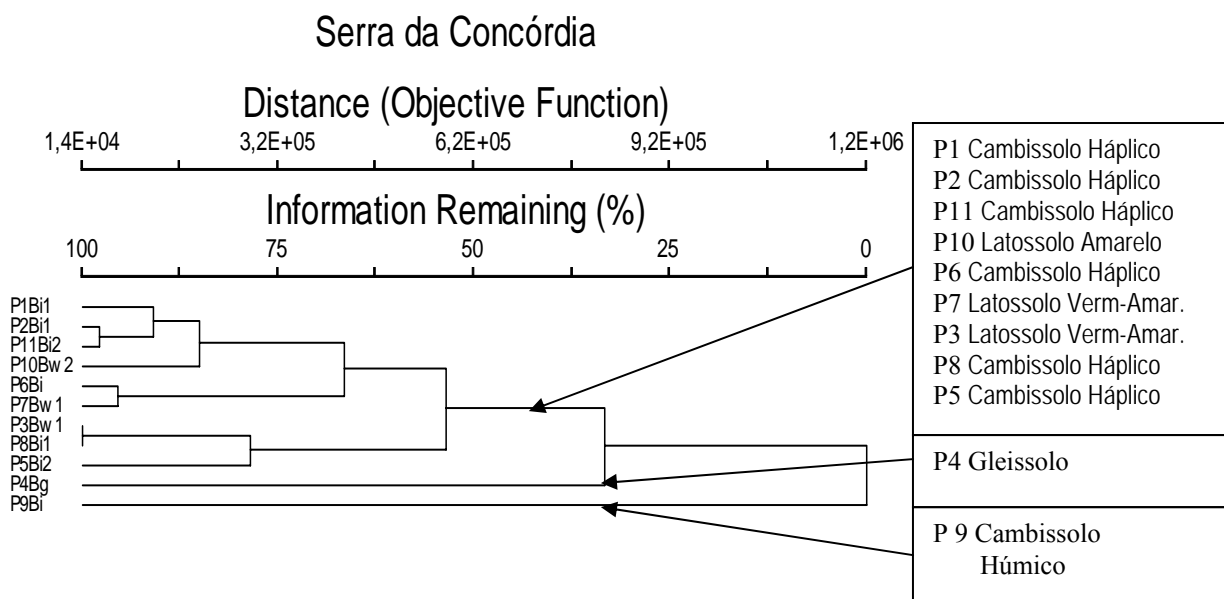 Serra da Concórdia
Distance (Objective Function)
1,4E+04 3,2E+05 6,2E+05 9,2E+05 1,2E+06
Information Remaining (%)
100 75 50 25 0
P1Bi1
P2Bi1
P11Bi2
P10Bw 2
P6Bi
P7Bw 1
P3Bw 1
P8Bi1
P5Bi2
P4Bg
P9Bi
P1 Cambissolo Háplico
P2 Cambissolo Háplico
P11 Cambissolo Háplico
P10 Latossolo Amarelo
P6 Cambissolo Háplico
P7 Latossolo Verm-Amar.
P3 Latossolo Verm-Amar.
P8 Cambissolo Háplico
P5 Cambissolo Háplico
P4 Gleissolo
P 9 Cambissolo
Húmico